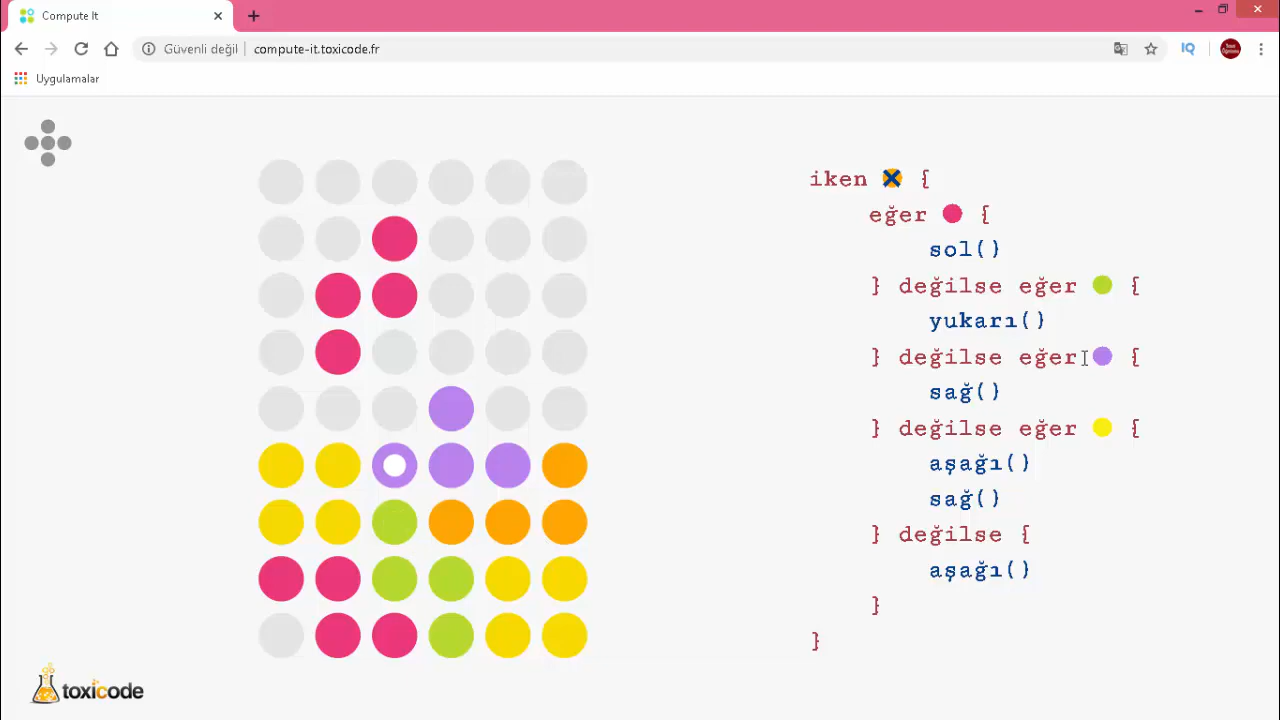 Compute It
Güvenli değil
compute-it.toxicode.fr
IQ
Uygulamalar
iken {
eğer {
sol()
} değilse eğer {
yukarı()
} değilse eğer {
sağ()
} değilse eğer {
aşağı()
sağ()
} değilse {
aşağı()
}
}
toxicode